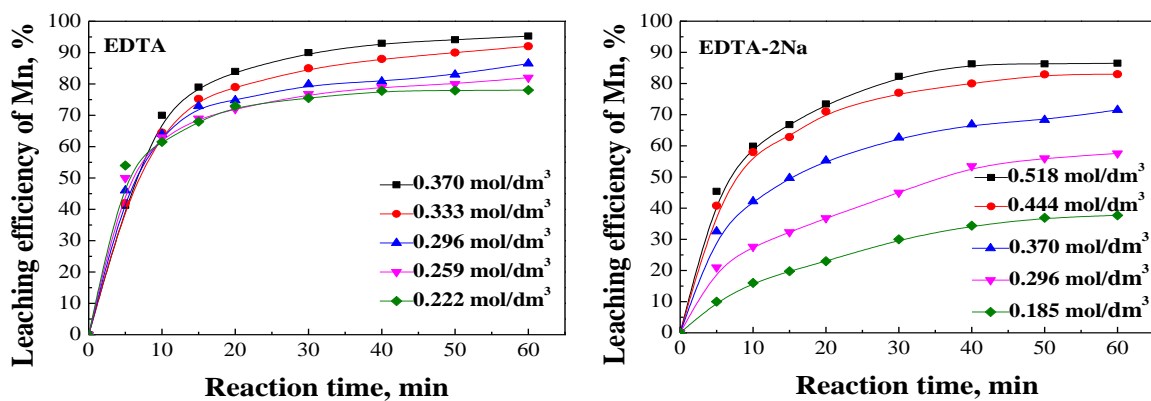 Leaching efficiency of Mn, %
100
90
80
70
60
50
40
30
20
10
0
EDTA
0.370 mol/dm³
0.333 mol/dm³
0.296 mol/dm³
0.259 mol/dm³
0.222 mol/dm³
0 10 20 30 40 50 60
Reaction time, min
Leaching efficiency of Mn, %
100
90
80
70
60
50
40
30
20
10
0
EDTA-2Na
0.518 mol/dm³
0.444 mol/dm³
0.370 mol/dm³
0.296 mol/dm³
0.185 mol/dm³
0 10 20 30 40 50 60
Reaction time, min